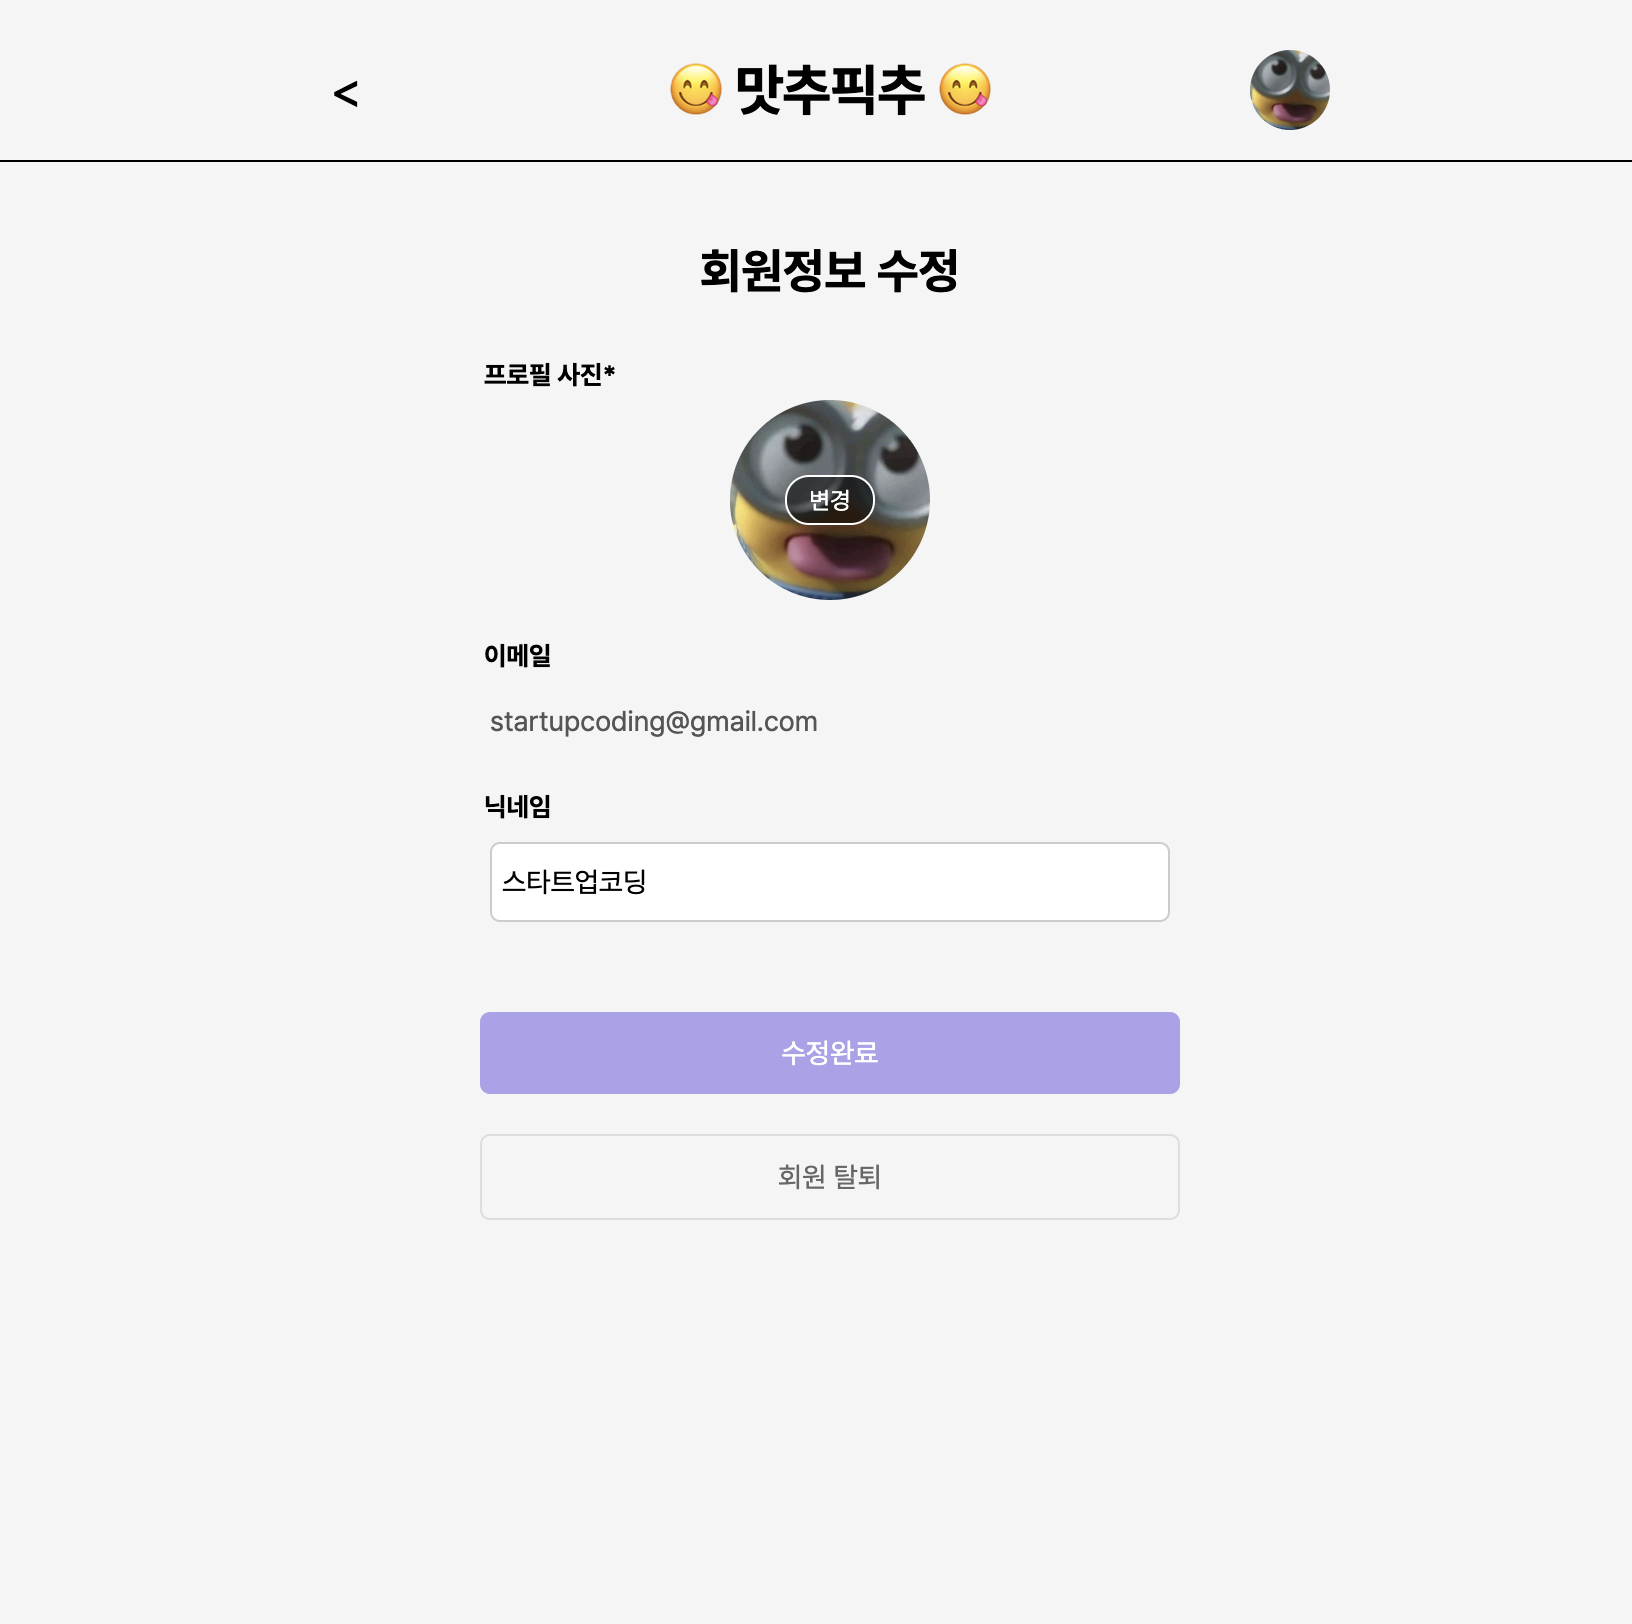 < 😋 맛추픽추 😋
회원정보 수정
프로필 사진*
변경
이메일
startupcoding@gmail.com
닉네임
스타트업코딩
수정완료
회원 탈퇴